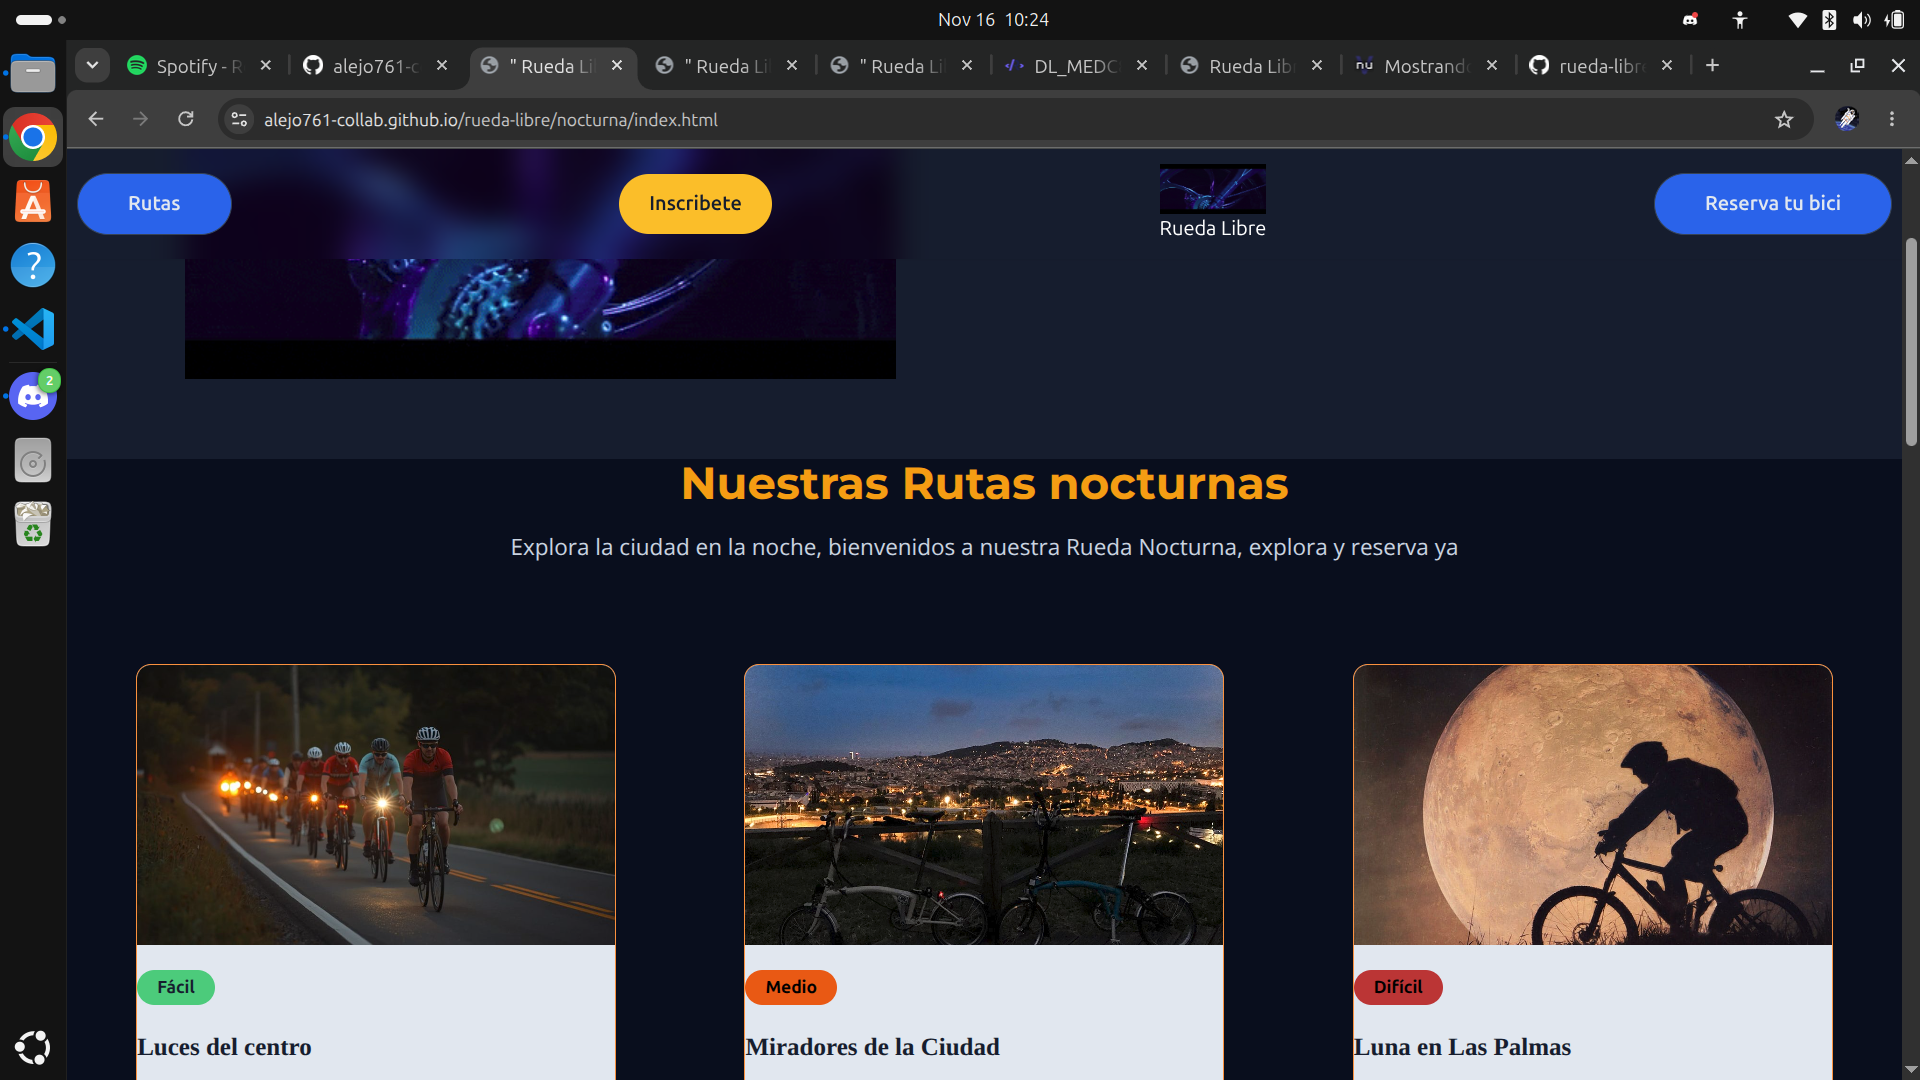 Nov 16 10:24
Spotify - R
alejo761-c
" Rueda Li
" Rueda Li
" Rueda Li
DL_MEDC
Rueda Lib
nu
Mostrand
rueda-libr
alejo761-collab.github.io/rueda-libre/nocturna/index.html
2
Rutas
Inscribete
Rueda Libre
Reserva tu bici
Nuestras Rutas nocturnas
Explora la ciudad en la noche, bienvenidos a nuestra Rueda Nocturna, explora y reserva ya
Fácil
Medio
Difícil
Luces del centro
Miradores de la Ciudad
Luna en Las Palmas